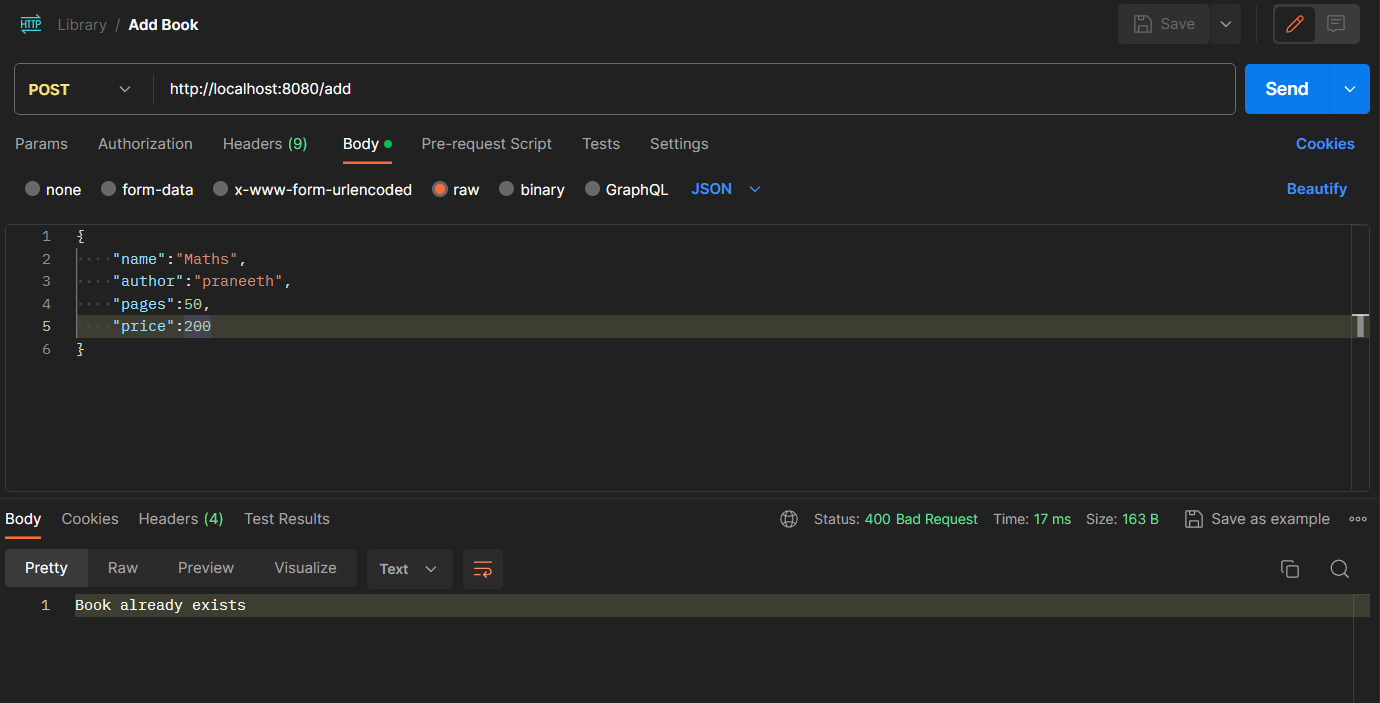 HTTP Library / Add Book Save
POST http://localhost:8080/add Send
Params Authorization Headers (9) Body Pre-request Script Tests Settings Cookies
none form-data x-www-form-urlencoded raw binary GraphQL JSON Beautify
1 {
2 "name":"Maths",
3 "author":"praneeth",
4 "pages":50,
5 "price":200
6 }
Body Cookies Headers (4) Test Results Status: 400 Bad Request Time: 17 ms Size: 163 B Save as example
Pretty Raw Preview Visualize Text
1 Book already exists